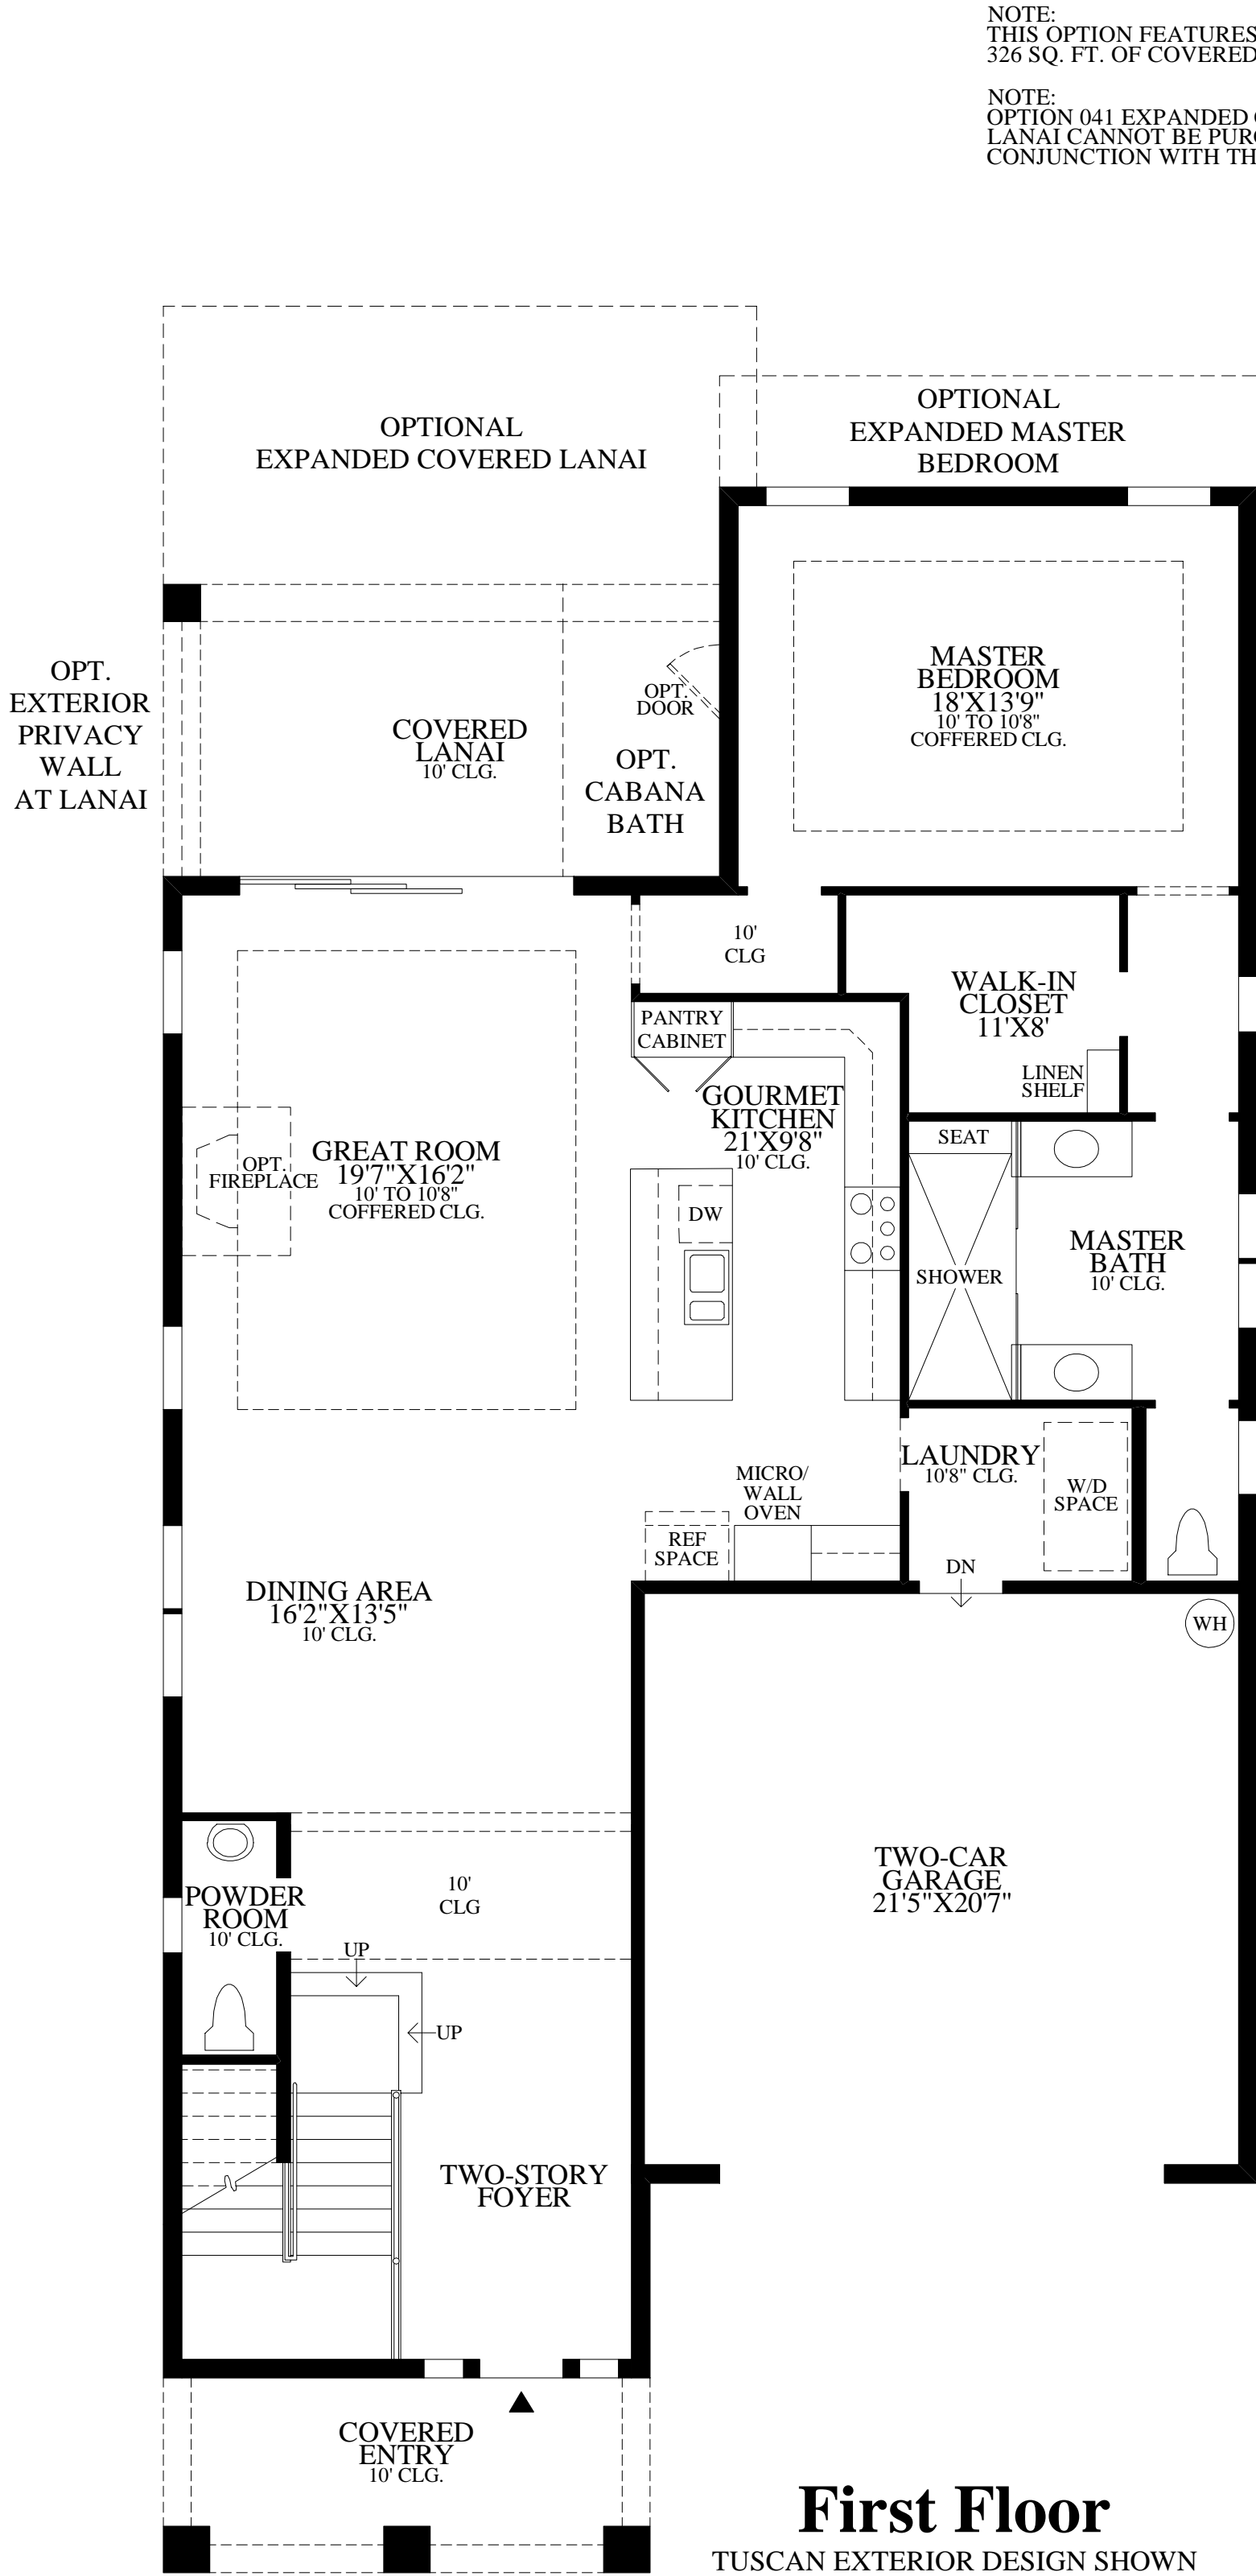 NOTE:
THIS OPTION FEATURES
326 SQ. FT. OF COVERED
NOTE:
OPTION 041 EXPANDED
LANAI CANNOT BE
CONJUNCTION WITH
OPTIONAL
EXPANDED COVERED LANAI
OPTIONAL
EXPANDED MASTER
BEDROOM
OPT.
EXTERIOR
PRIVACY
WALL
AT LANAI
COVERED
LANAI
10' CLG.
OPT.
DOOR
OPT.
CABANA
BATH
MASTER
BEDROOM
18'X13'9"
10' TO 10'8"
COFFERED CLG.
10'
CLG
WALK-IN
CLOSET
11'X8'
LINEN
SHELF
PANTRY
CABINET
GOURMET
KITCHEN
21'X9'8"
10' CLG.
GREAT ROOM
19'7"X16'2"
10' TO 10'8"
COFFERED CLG.
OPT.
FIREPLACE
DW
SEAT
SHOWER
MASTER
BATH
10' CLG.
LAUNDRY
10'8" CLG.
W/D
SPACE
MICRO/
WALL
OVEN
REF
SPACE
DN
WH
DINING AREA
16'2"X13'5"
10' CLG.
TWO-CAR
GARAGE
21'5"X20'7"
POWDER
ROOM
10' CLG.
10'
CLG
UP
UP
TWO-STORY
FOYER
COVERED
ENTRY
10' CLG.
First Floor
TUSCAN EXTERIOR DESIGN SHOWN